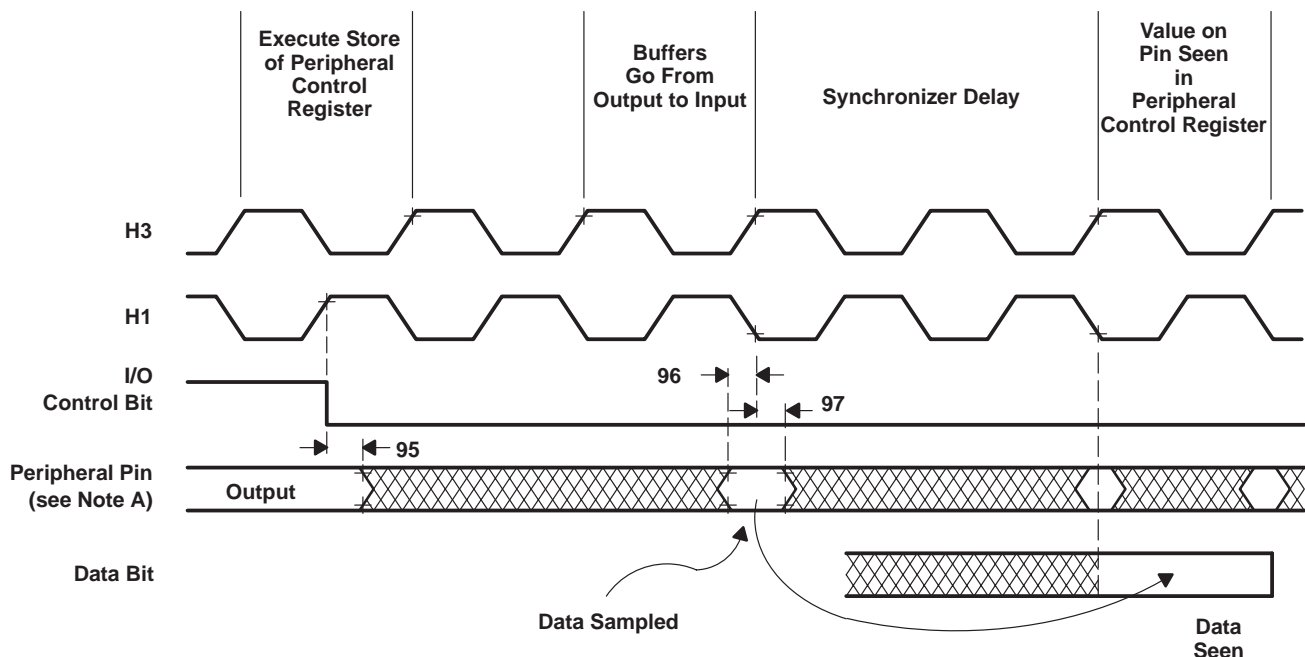 Execute Store
of Peripheral
Control
Register
Buffers
Go From
Output to Input
Synchronizer Delay
Value on
Pin Seen
in
Peripheral
Control Register
H3
H1
I/O
Control Bit
96
97
95
Peripheral Pin
(see Note A)
Output
Data Bit
Data Sampled
Data
Seen